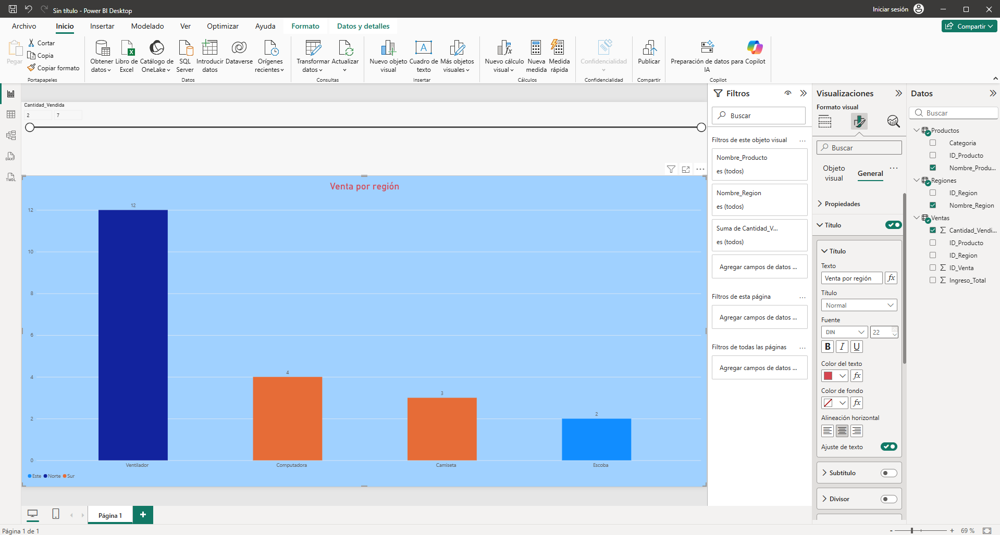 Sin título - Power BI Desktop
Iniciar sesión
Archivo
Inicio
Insertar
Modelado
Ver
Optimizar
Ayuda
Formato
Datos y detalles
Compartir
Pegar
Cortar
Copia
Copiar formato
Portapapeles
Obtener datos
Libro de Excel
Catálogo de OneLake
SQL Server
Introducir datos
Dataverse
Orígenes recientes
Datos
Transformar datos
Actualizar
Consultas
Nuevo objeto visual
Cuadro de texto
Más objetos visuales
Insertar
Nuevo cálculo visual
Nueva medida
Medida rápida
Cálculos
Confidencialidad
Confidencialidad
Publicar
Compartir
Preparación de datos para IA
Copilot
Copilot
DAX
TMDL
Cantidad_Vendida
2
7
Venta por región
12
10
8
6
4
2
0
12
4
3
2
Ventilador
Computadora
Camiseta
Escoba
Este
Norte
Sur
Filtros
Buscar
Filtros de este objeto visual
...
Nombre_Producto
es (todos)
Nombre_Region
es (todos)
Suma de Cantidad_V...
es (todos)
Agregar campos de datos ...
Filtros de esta página
...
Agregar campos de datos ...
Filtros de todas las páginas
...
Agregar campos de datos ...
Visualizaciones
Formato visual
Buscar
Objeto visual
General
...
Propiedades
Título
Título
Texto
Venta por región
fx
Título
Normal
Fuente
DIN
22
B
I
U
Color del texto
fx
Color de fondo
fx
Alineación horizontal
Ajuste de texto
Subtítulo
Divisor
Datos
Buscar
Productos
Categoria
ID_Producto
Nombre_Produ...
Regiones
ID_Region
Nombre_Region
Ventas
∑ Cantidad_Vendi...
ID_Producto
ID_Region
∑ ID_Venta
∑ Ingreso_Total
Página 1
+
Página 1 de 1
- + 69 %